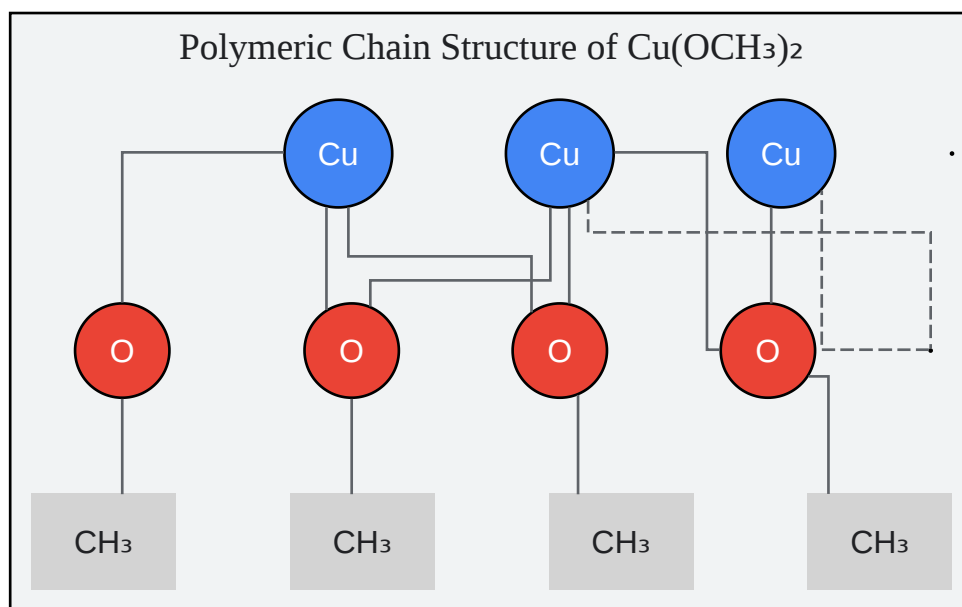 Polymeric Chain Structure of Cu(OCH₃)₂
Cu Cu Cu
O O O O
CH₃ CH₃ CH₃ CH₃